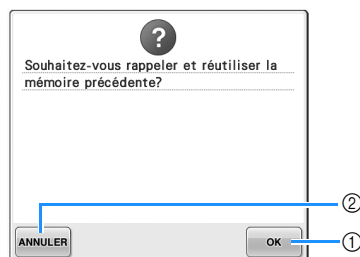 ?
Souhaitez-vous rappeler et réutiliser la
mémoire précédente?
②
ANNULER
OK
①